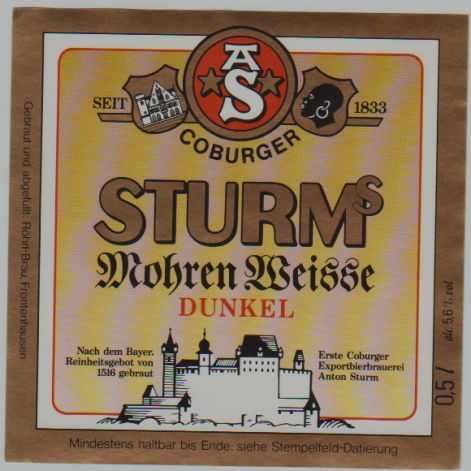 AS
SEIT
1833
COBURGER
STURMS
Mohren Weisse
DUNKEL
Nach dem Bayer.
Reinheitsgebot von
1516 gebraut
Erste Coburger
Exportbierbrauerei
Anton Sturm
Gebraut und abgefüllt: Röhrl-Bräu, Frontenhausen
alc. 5,6 % vol
0,5 l
Mindestens haltbar bis Ende: siehe Stempelfeld-Datierung